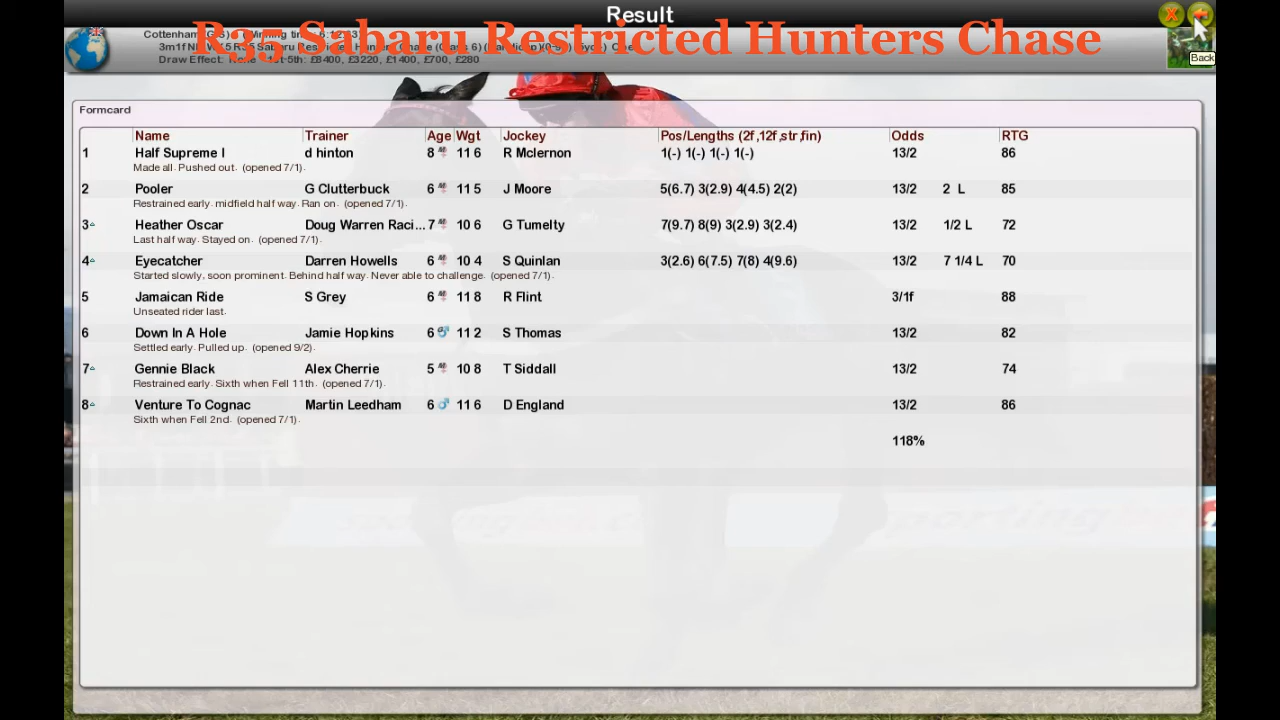 Result
R35 Subaru Restricted Hunters Chase
Draw Effect: 1st-5th: £8400, £3220, £1400, £700, £280
Back
Formcard
Name Trainer Age Wgt Jockey Pos/Lengths (2f,12f,str,fin) Odds RTG
1 Half Supreme I d hinton 8 11 6 R Mclernon 1(-) 1(-) 1(-) 1(-) 13/2 86
Made all. Pushed out. (opened 7/1).
2 Pooler G Clutterbuck 6 11 5 J Moore 5(6.7) 3(2.9) 4(4.5) 2(2) 13/2 2 L 85
Restrained early. midfield half way. Ran on. (opened 7/1).
3 Heather Oscar Doug Warren Raci... 7 10 6 G Tumelty 7(9.7) 8(9) 3(2.9) 3(2.4) 13/2 1/2 L 72
Last half way. Stayed on. (opened 7/1).
4 Eyecatcher Darren Howells 6 10 4 S Quinlan 3(2.6) 6(7.5) 7(8) 4(9.6) 13/2 7 1/4 L 70
Started slowly, soon prominent. Behind half way. Never able to challenge. (opened 7/1).
5 Jamaican Ride S Grey 6 11 8 R Flint 3/1f 88
Unseated rider last.
6 Down In A Hole Jamie Hopkins 6 11 2 S Thomas 13/2 82
Settled early. Pulled up. (opened 9/2).
7 Gennie Black Alex Cherrie 5 10 8 T Siddall 13/2 74
Restrained early. Sixth when Fell 11th. (opened 7/1).
8 Venture To Cognac Martin Leedham 6 11 6 D England 13/2 86
Sixth when Fell 2nd. (opened 7/1).
118%